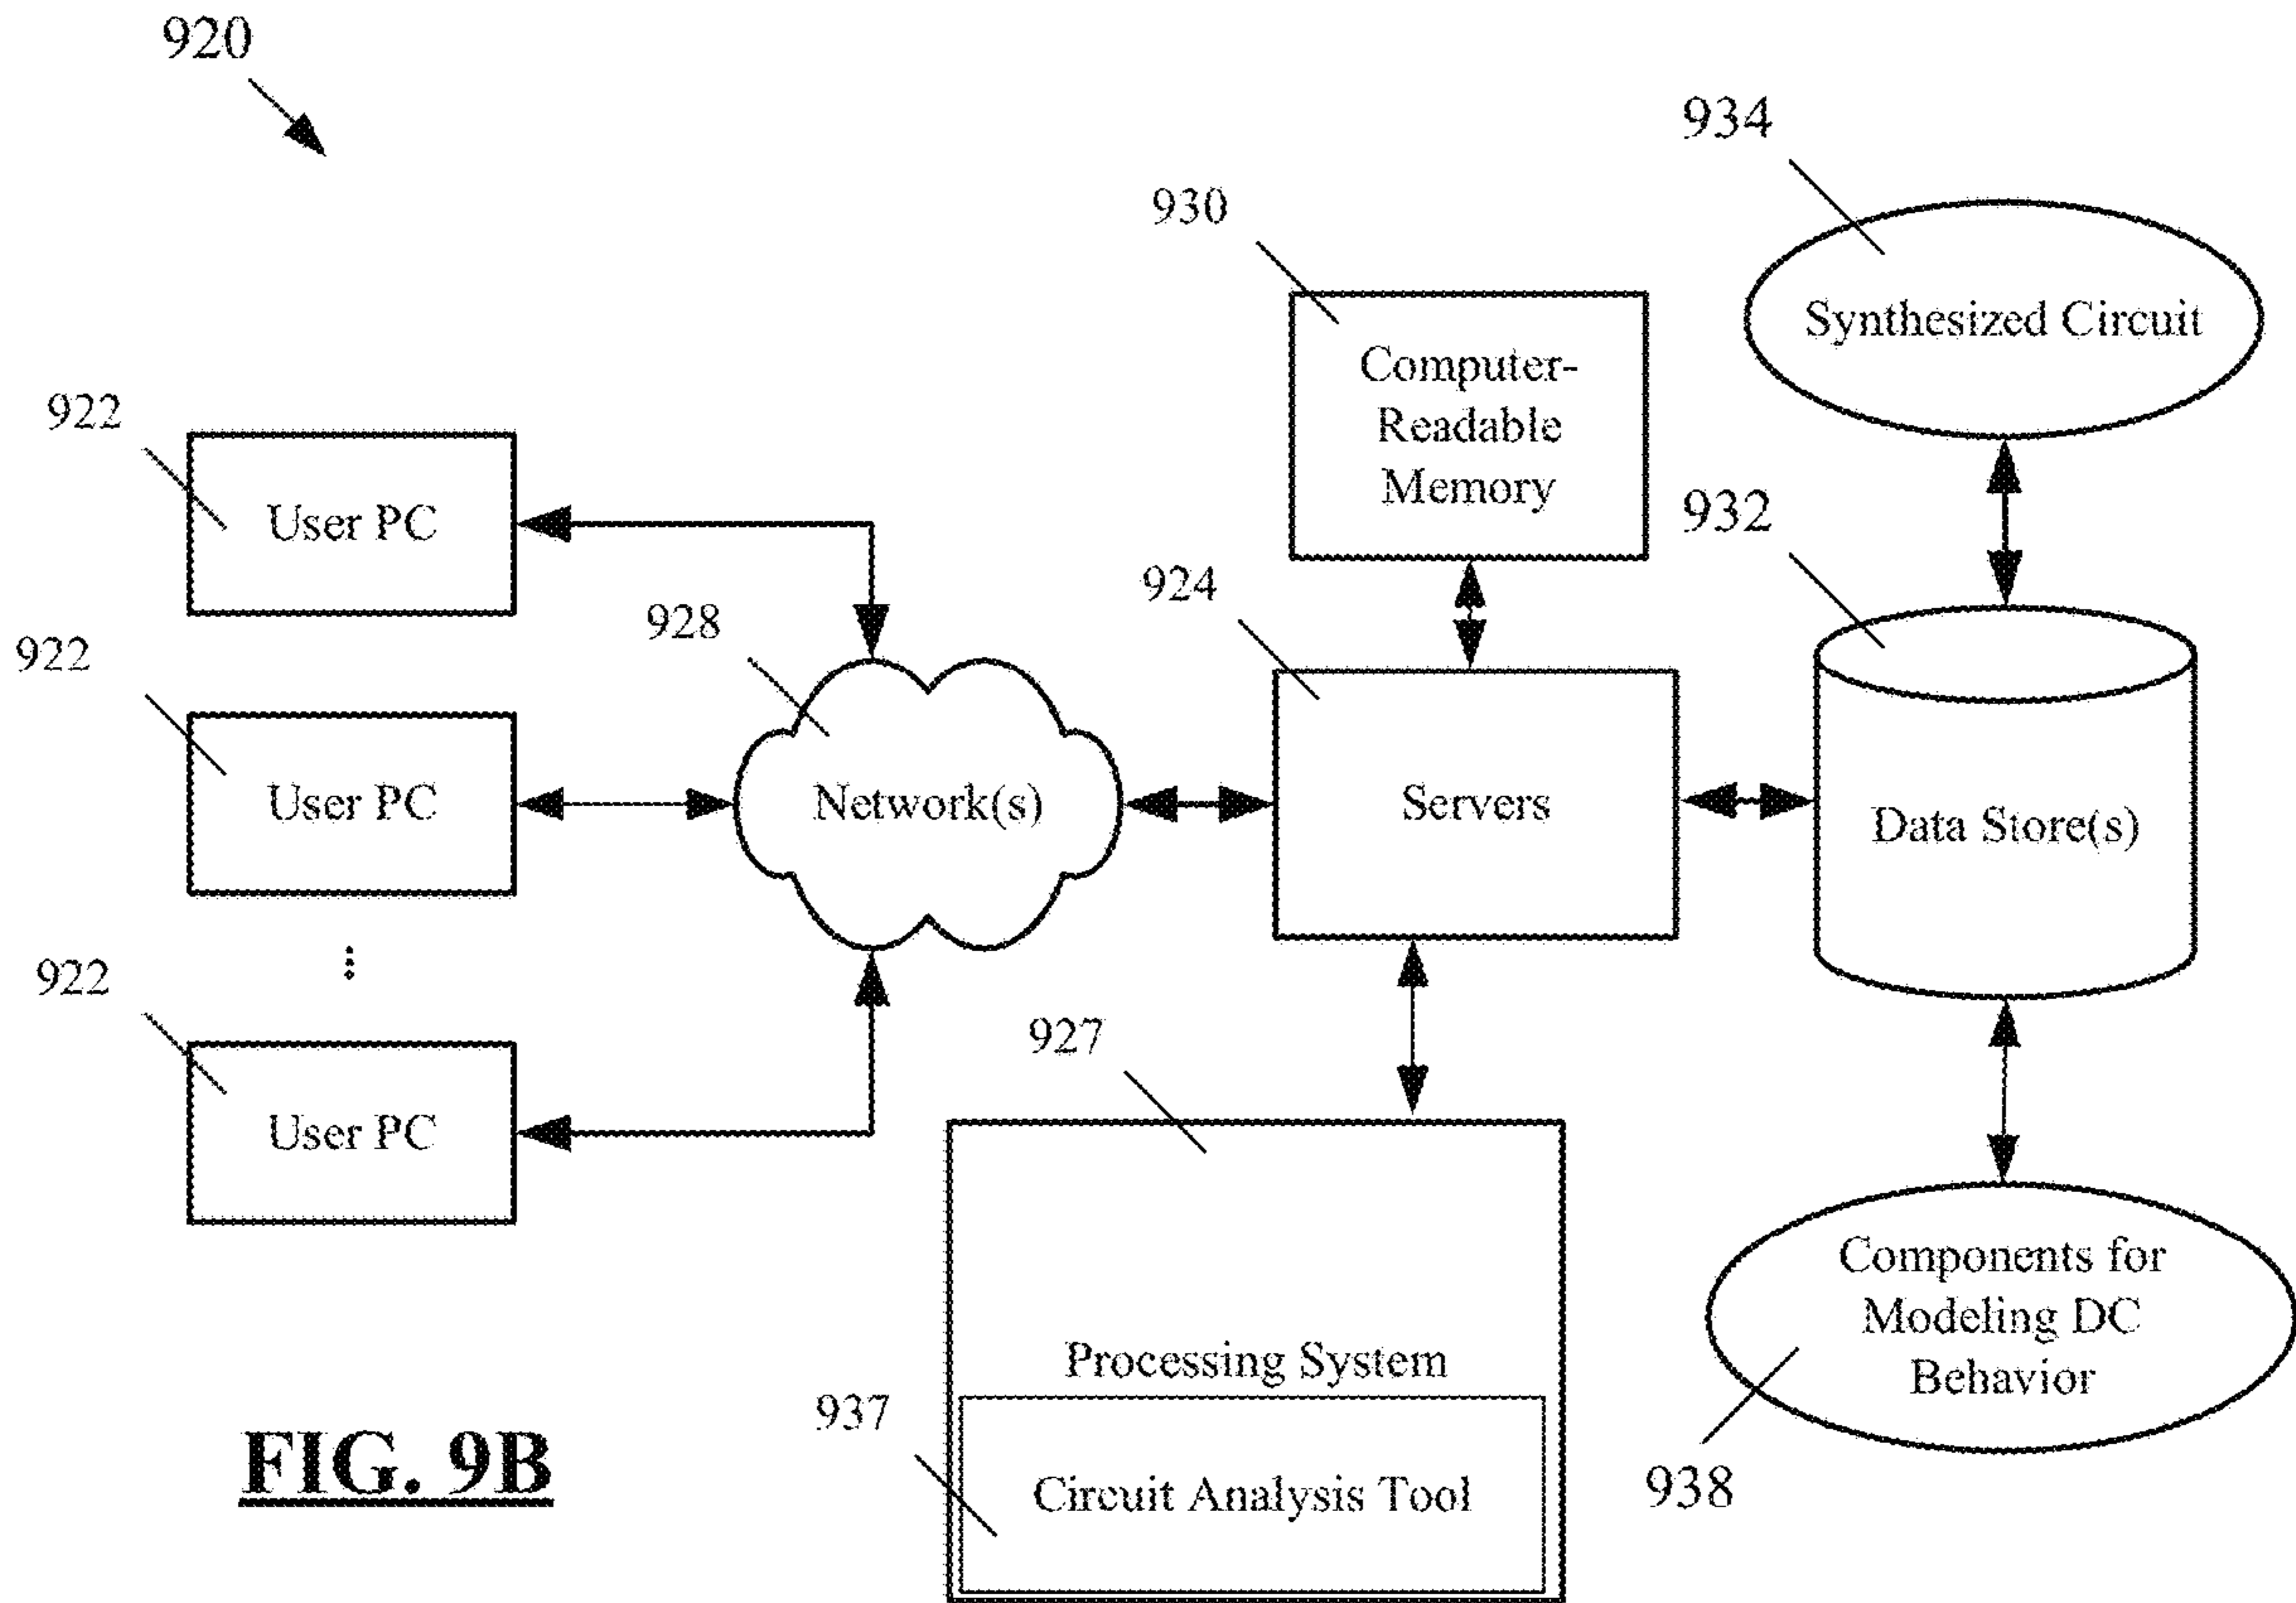 920
934
930
Synthesized Circuit
Computer-
Readable
Memory
922
User PC
932
924
928
922
User PC
Network(s)
Servers
Data Store(s)
⋮
922
927
User PC
Components for
Modeling DC
Behavior
Processing System
937
Circuit Analysis Tool
938
FIG. 9B